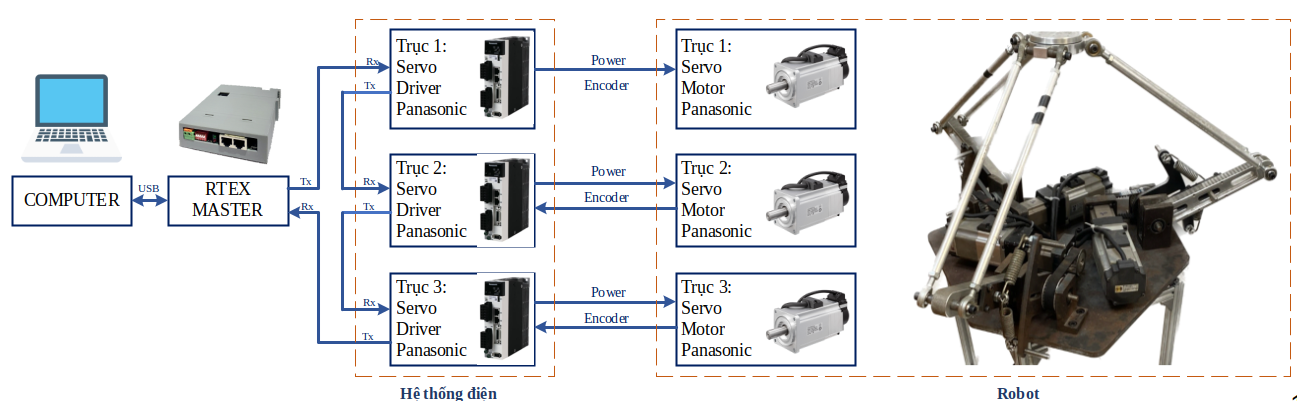 COMPUTER
USB
RTEX
MASTER
Tx
Rx
Rx
Tx
Trục 1:
Servo
Driver
Panasonic
Power
Encoder
Trục 1:
Servo
Motor
Panasonic
Rx
Tx
Trục 2:
Servo
Driver
Panasonic
Power
Encoder
Trục 2:
Servo
Motor
Panasonic
Rx
Tx
Trục 3:
Servo
Driver
Panasonic
Power
Encoder
Trục 3:
Servo
Motor
Panasonic
Hệ thống điện
Robot